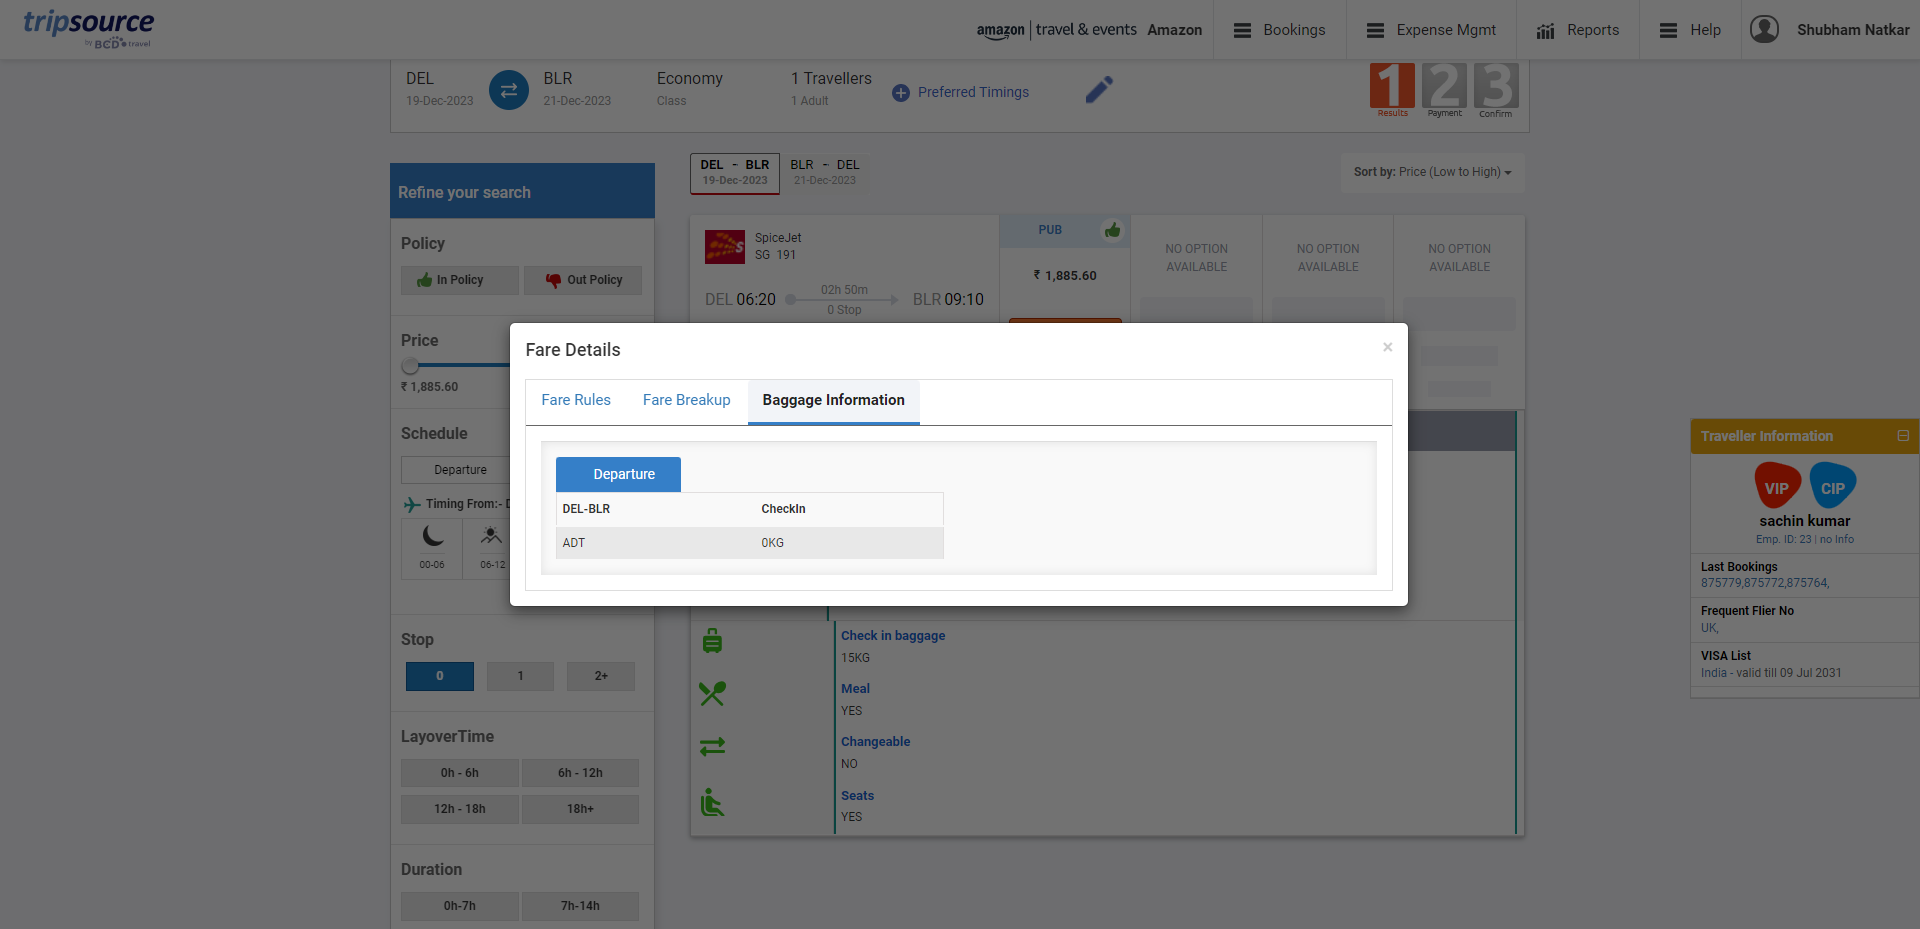 tripsource
by BCD travel
amazon | travel & events Amazon
Bookings
Expense Mgmt
Reports
Help
Shubham Natkar
DEL
19-Dec-2023
BLR
21-Dec-2023
Economy
Class
1 Travellers
1 Adult
Preferred Timings
1 2 3
Results Payment Confirm
Refine your search
Policy
In Policy
Out Policy
Price
₹ 1,885.60
Schedule
Departure
Timing From:- D
00-06
06-12
Stop
0
1
2+
LayoverTime
0h - 6h
6h - 12h
12h - 18h
18h+
Duration
0h-7h
7h-14h
DEL - BLR
19-Dec-2023
BLR - DEL
21-Dec-2023
Sort by: Price (Low to High)
SpiceJet
SG 191
DEL 06:20
02h 50m
0 Stop
BLR 09:10
PUB
₹ 1,885.60
NO OPTION
AVAILABLE
NO OPTION
AVAILABLE
NO OPTION
AVAILABLE
Fare Details
×
Fare Rules
Fare Breakup
Baggage Information
Departure
DEL-BLR
CheckIn
ADT
0KG
Check in baggage
15KG
Meal
YES
Changeable
NO
Seats
YES
Traveller Information
VIP
CIP
sachin kumar
Emp. ID: 23 | no Info
Last Bookings
875779,875772,875764,
Frequent Flier No
UK,
VISA List
India - valid till 09 Jul 2031